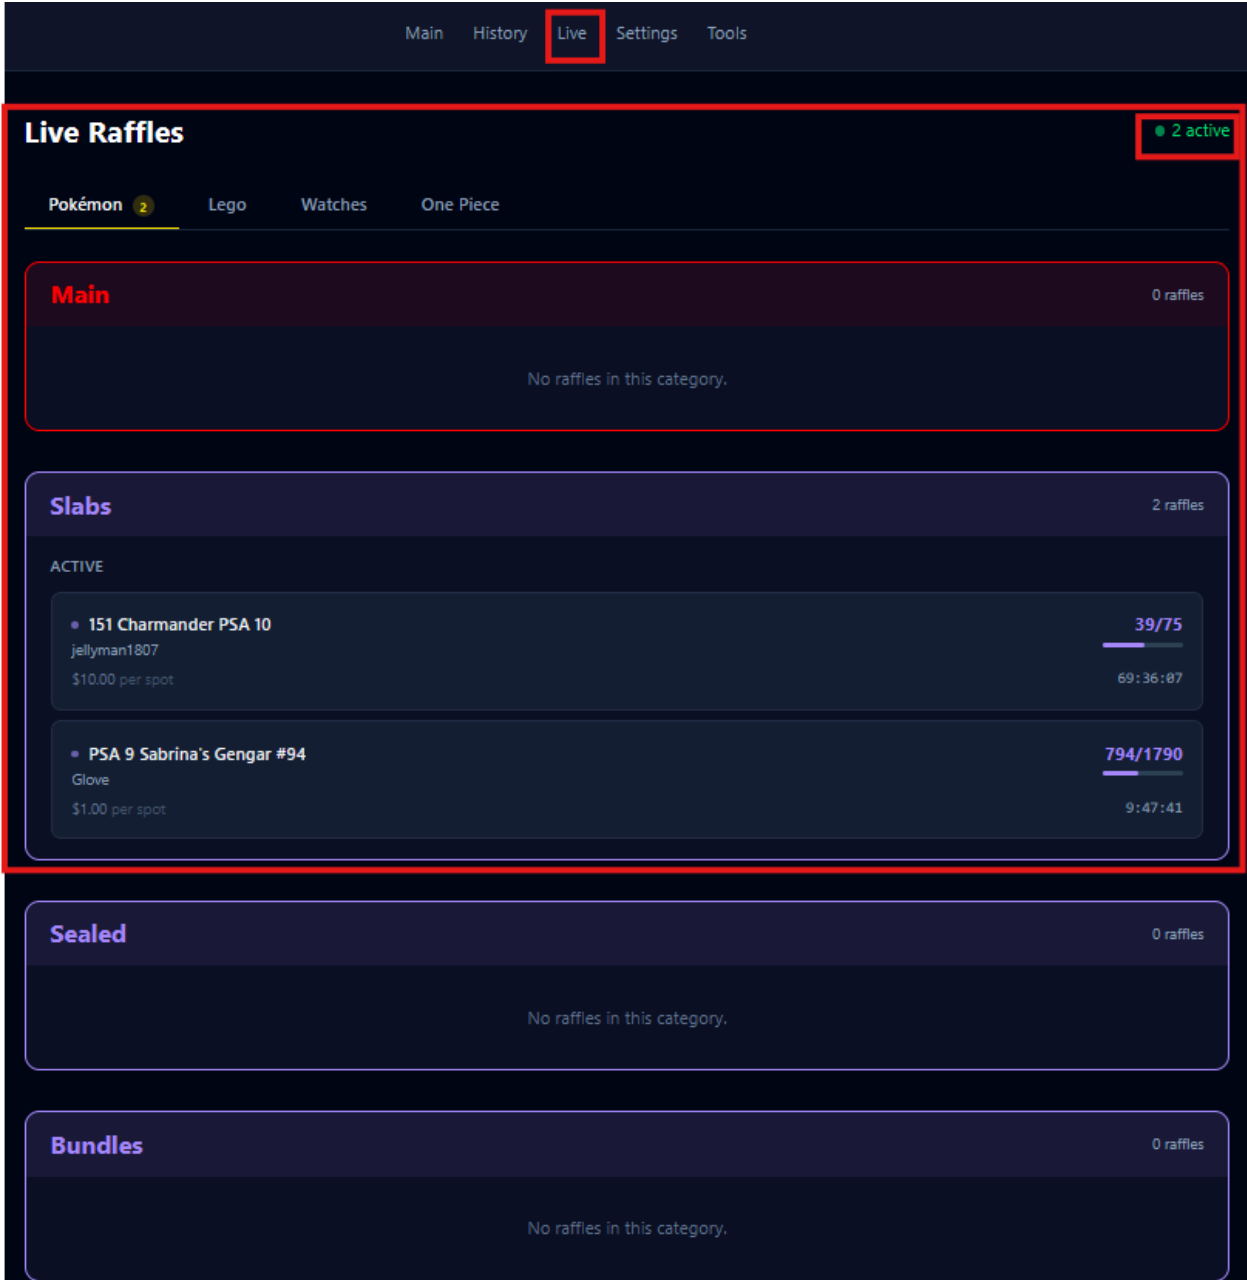 Main History Live Settings Tools
Live Raffles
2 active
Pokémon 2 Lego Watches One Piece
Main
0 raffles
No raffles in this category.
Slabs
2 raffles
ACTIVE
151 Charmander PSA 10
39/75
jellyman1807
$10.00 per spot
69:36:07
PSA 9 Sabrina's Gengar #94
794/1790
Glove
$1.00 per spot
9:47:41
Sealed
0 raffles
No raffles in this category.
Bundles
0 raffles
No raffles in this category.